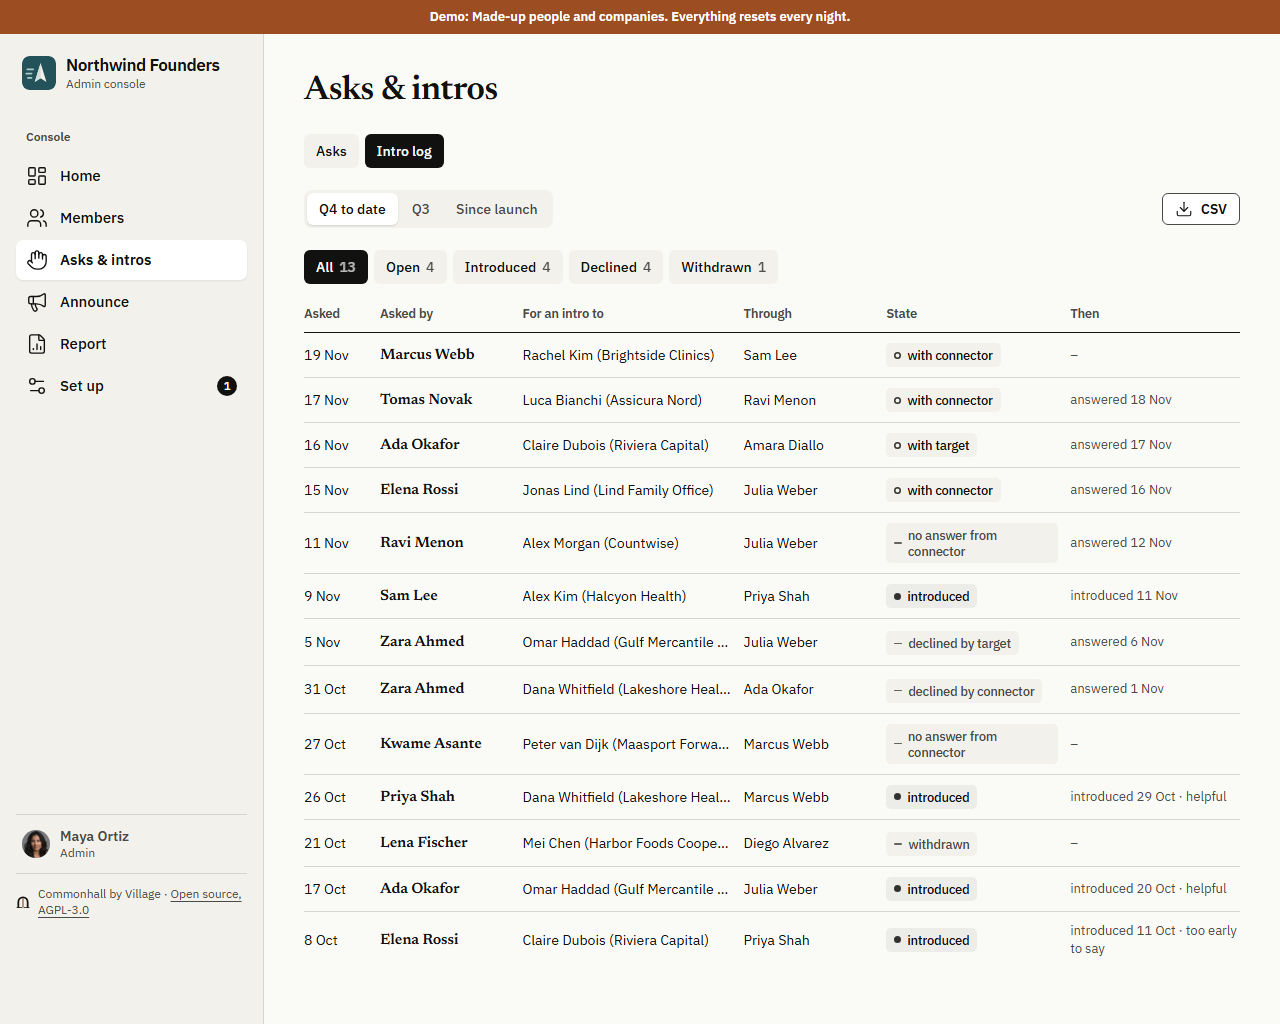 Demo: Made-up people and companies. Everything resets every night.
Northwind Founders
Admin console
Console
Home
Members
Asks & intros
Announce
Report
Set up 1
Maya Ortiz
Admin
Commonhall by Village · Open source,
AGPL-3.0
Asks & intros
Asks Intro log
Q4 to date Q3 Since launch CSV
All 13 Open 4 Introduced 4 Declined 4 Withdrawn 1
Asked Asked by For an intro to Through State Then
19 Nov Marcus Webb Rachel Kim (Brightside Clinics) Sam Lee with connector –
17 Nov Tomas Novak Luca Bianchi (Assicura Nord) Ravi Menon with connector answered 18 Nov
16 Nov Ada Okafor Claire Dubois (Riviera Capital) Amara Diallo with target answered 17 Nov
15 Nov Elena Rossi Jonas Lind (Lind Family Office) Julia Weber with connector answered 16 Nov
11 Nov Ravi Menon Alex Morgan (Countwise) Julia Weber no answer from connector answered 12 Nov
9 Nov Sam Lee Alex Kim (Halcyon Health) Priya Shah introduced introduced 11 Nov
5 Nov Zara Ahmed Omar Haddad (Gulf Mercantile ... Julia Weber declined by target answered 6 Nov
31 Oct Zara Ahmed Dana Whitfield (Lakeshore Heal... Ada Okafor declined by connector answered 1 Nov
27 Oct Kwame Asante Peter van Dijk (Maasport Forwa... Marcus Webb no answer from connector –
26 Oct Priya Shah Dana Whitfield (Lakeshore Heal... Marcus Webb introduced introduced 29 Oct · helpful
21 Oct Lena Fischer Mei Chen (Harbor Foods Coope... Diego Alvarez withdrawn –
17 Oct Ada Okafor Omar Haddad (Gulf Mercantile ... Julia Weber introduced introduced 20 Oct · helpful
8 Oct Elena Rossi Claire Dubois (Riviera Capital) Priya Shah introduced introduced 11 Oct · too early to say